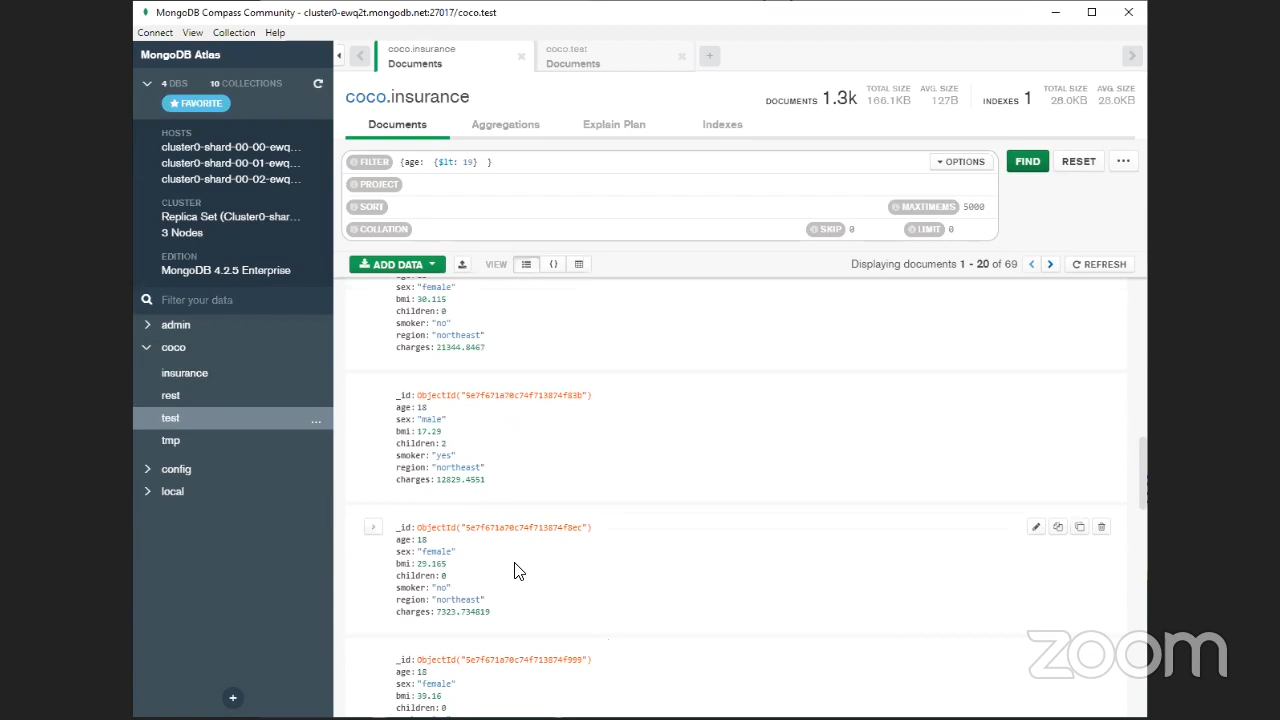 MongoDB Compass Community - cluster0-ewq2t.mongodb.net:27017/coco.test
Connect View Collection Help
MongoDB Atlas
4 DBS 10 COLLECTIONS
FAVORITE
HOSTS
cluster0-shard-00-00-ewq...
cluster0-shard-00-01-ewq...
cluster0-shard-00-02-ewq...
CLUSTER
Replica Set (Cluster0-shar...
3 Nodes
EDITION
MongoDB 4.2.5 Enterprise
Filter your data
admin
coco
insurance
rest
test ...
tmp
config
local
coco.insurance
Documents
coco.test
Documents
coco.insurance
DOCUMENTS 1.3k
TOTAL SIZE
166.1KB
AVG. SIZE
127B
INDEXES 1
TOTAL SIZE
28.0KB
AVG. SIZE
28.0KB
Documents Aggregations Explain Plan Indexes
FILTER {age: {$lt: 19} } OPTIONS FIND RESET ...
PROJECT
SORT MAXTIMEMS 5000
COLLATION SKIP 0 LIMIT 0
ADD DATA VIEW { } Displaying documents 1 - 20 of 69 REFRESH
sex: "female"
bmi: 30.115
children: 0
smoker: "no"
region: "northeast"
charges: 21344.8467
_id: ObjectId("5e7f671a70c74f713874f83b")
age: 18
sex: "male"
bmi: 17.29
children: 2
smoker: "yes"
region: "northeast"
charges: 12829.4551
_id: ObjectId("5e7f671a70c74f713874f8ec")
age: 18
sex: "female"
bmi: 29.165
children: 0
smoker: "no"
region: "northeast"
charges: 7323.734819
_id: ObjectId("5e7f671a70c74f713874f999")
age: 18
sex: "female"
bmi: 39.16
children: 0
zoom